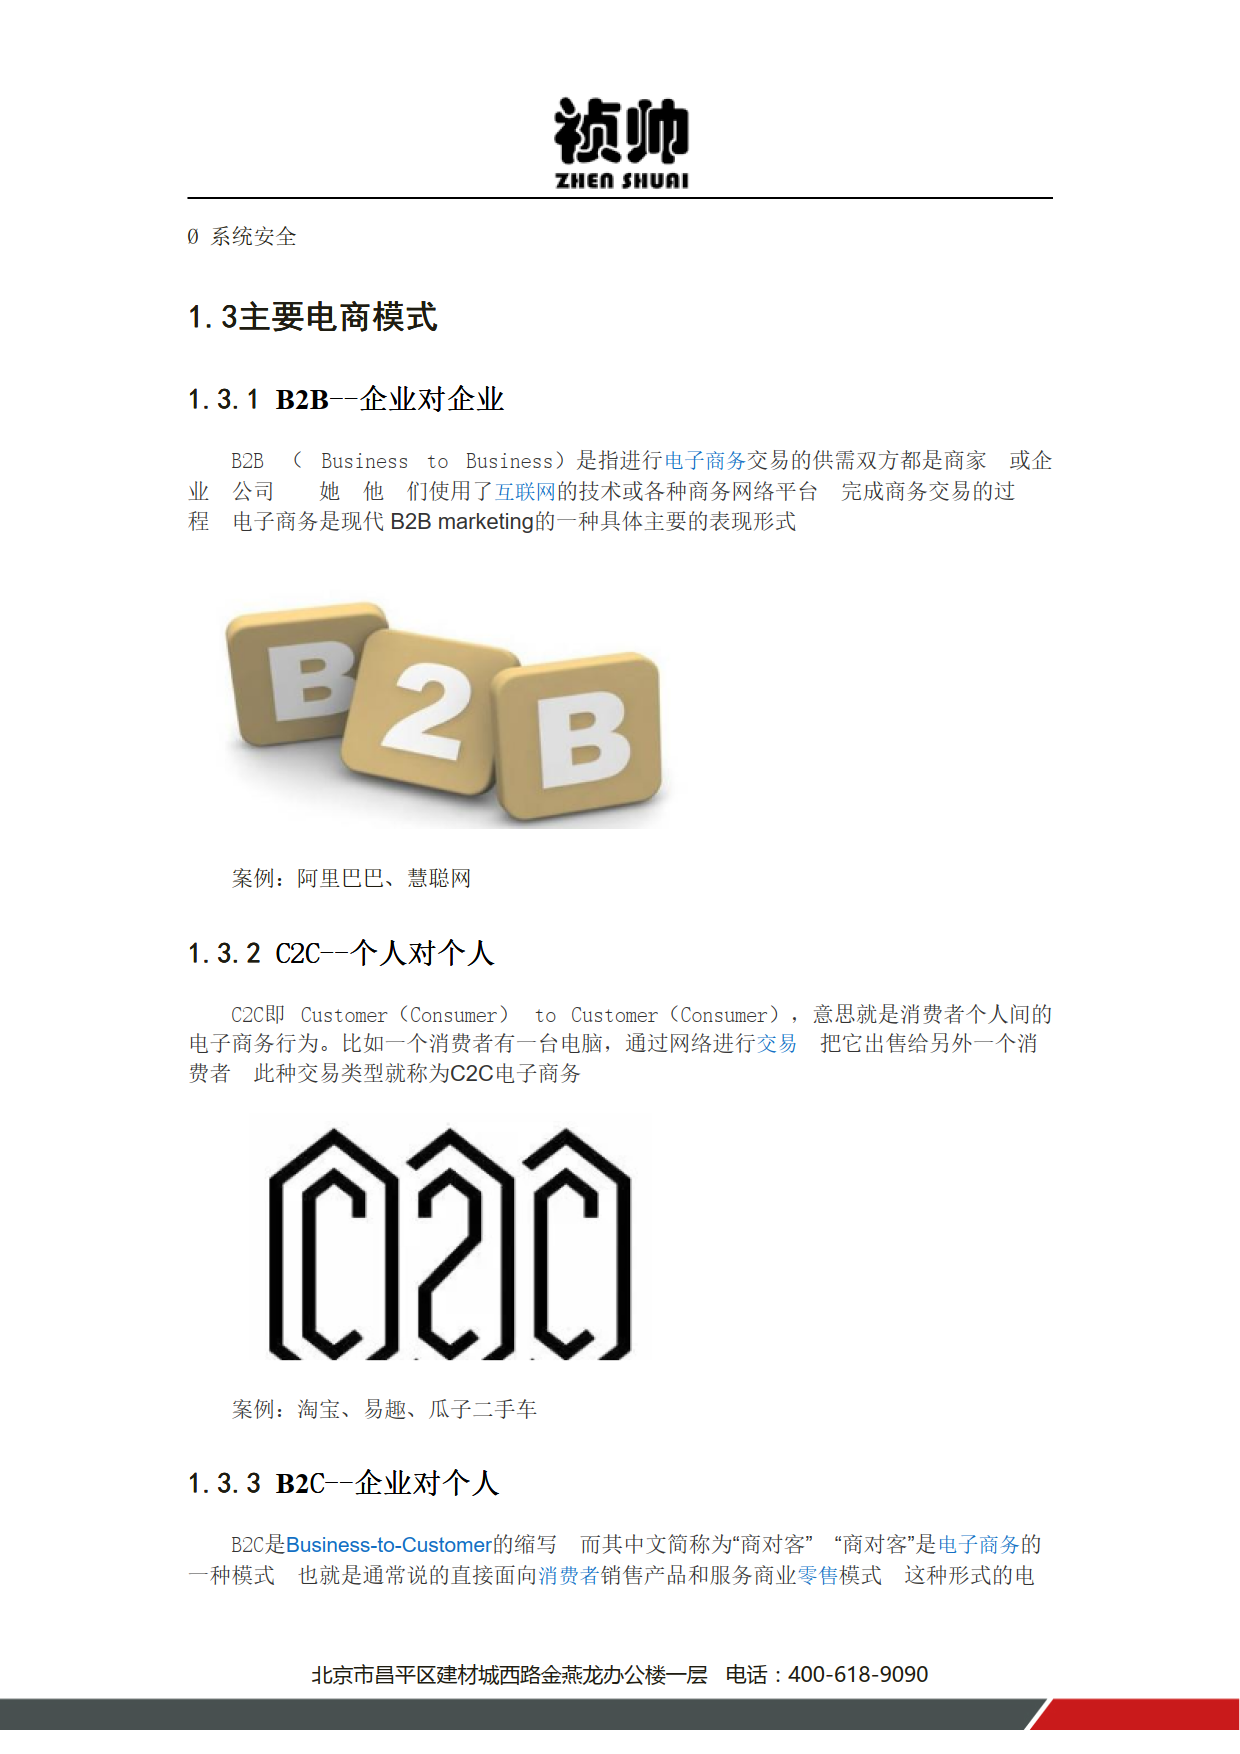 祯帅
ZHEN SHUAI
Ø 系统安全
1.3主要电商模式
1.3.1 B2B--企业对企业
B2B （ Business to Business）是指进行电子商务交易的供需双方都是商家 或企
业 公司 她 他 们使用了互联网的技术或各种商务网络平台 完成商务交易的过
程 电子商务是现代 B2B marketing的一种具体主要的表现形式
B2B
案例：阿里巴巴、慧聪网
1.3.2 C2C--个人对个人
C2C即 Customer（Consumer） to Customer（Consumer），意思就是消费者个人间的
电子商务行为。比如一个消费者有一台电脑，通过网络进行交易 把它出售给另外一个消
费者 此种交易类型就称为C2C电子商务
C2C
案例：淘宝、易趣、瓜子二手车
1.3.3 B2C--企业对个人
B2C是Business-to-Customer的缩写 而其中文简称为“商对客” “商对客”是电子商务的
一种模式 也就是通常说的直接面向消费者销售产品和服务商业零售模式 这种形式的电
北京市昌平区建材城西路金燕龙办公楼一层 电话：400-618-9090